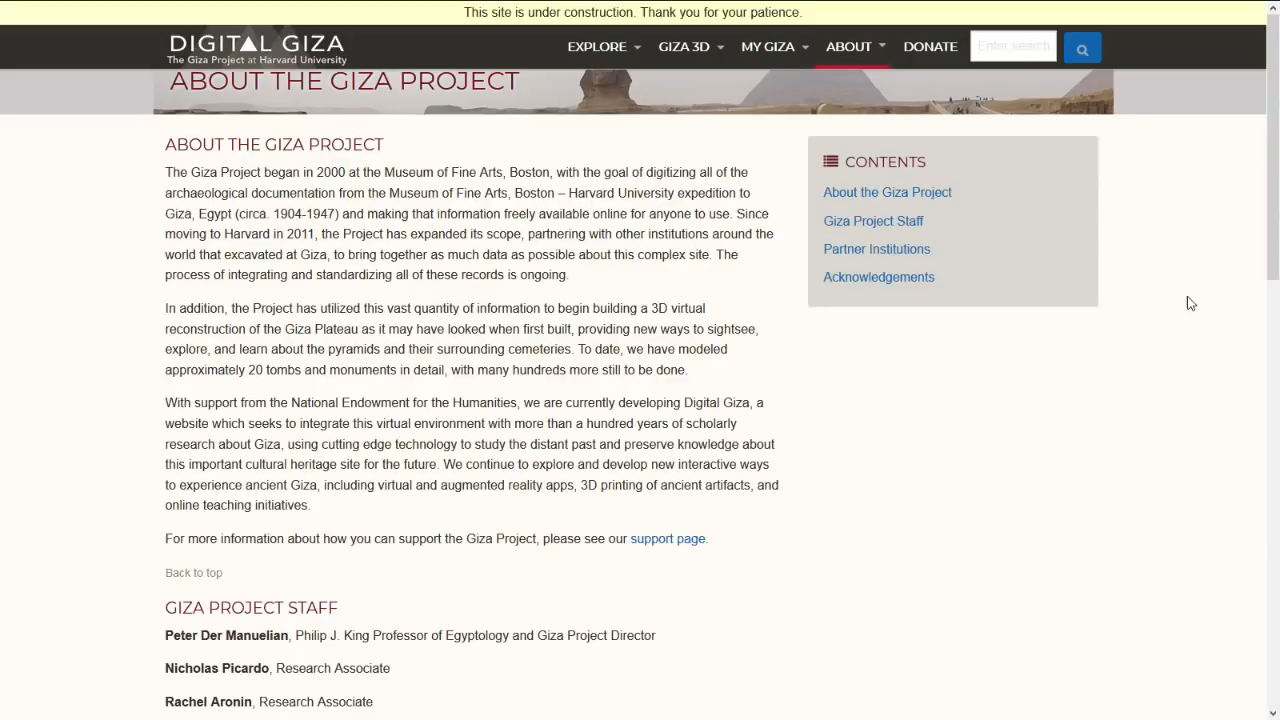 This site is under construction. Thank you for your patience.
DIGITAL GIZA
The Giza Project at Harvard University
EXPLORE GIZA 3D MY GIZA ABOUT DONATE Enter search
ABOUT THE GIZA PROJECT
ABOUT THE GIZA PROJECT
The Giza Project began in 2000 at the Museum of Fine Arts, Boston, with the goal of digitizing all of the
archaeological documentation from the Museum of Fine Arts, Boston – Harvard University expedition to
Giza, Egypt (circa. 1904-1947) and making that information freely available online for anyone to use. Since
moving to Harvard in 2011, the Project has expanded its scope, partnering with other institutions around the
world that excavated at Giza, to bring together as much data as possible about this complex site. The
process of integrating and standardizing all of these records is ongoing.
In addition, the Project has utilized this vast quantity of information to begin building a 3D virtual
reconstruction of the Giza Plateau as it may have looked when first built, providing new ways to sightsee,
explore, and learn about the pyramids and their surrounding cemeteries. To date, we have modeled
approximately 20 tombs and monuments in detail, with many hundreds more still to be done.
With support from the National Endowment for the Humanities, we are currently developing Digital Giza, a
website which seeks to integrate this virtual environment with more than a hundred years of scholarly
research about Giza, using cutting edge technology to study the distant past and preserve knowledge about
this important cultural heritage site for the future. We continue to explore and develop new interactive ways
to experience ancient Giza, including virtual and augmented reality apps, 3D printing of ancient artifacts, and
online teaching initiatives.
For more information about how you can support the Giza Project, please see our support page.
Back to top
GIZA PROJECT STAFF
Peter Der Manuelian, Philip J. King Professor of Egyptology and Giza Project Director
Nicholas Picardo, Research Associate
Rachel Aronin, Research Associate
CONTENTS
About the Giza Project
Giza Project Staff
Partner Institutions
Acknowledgements